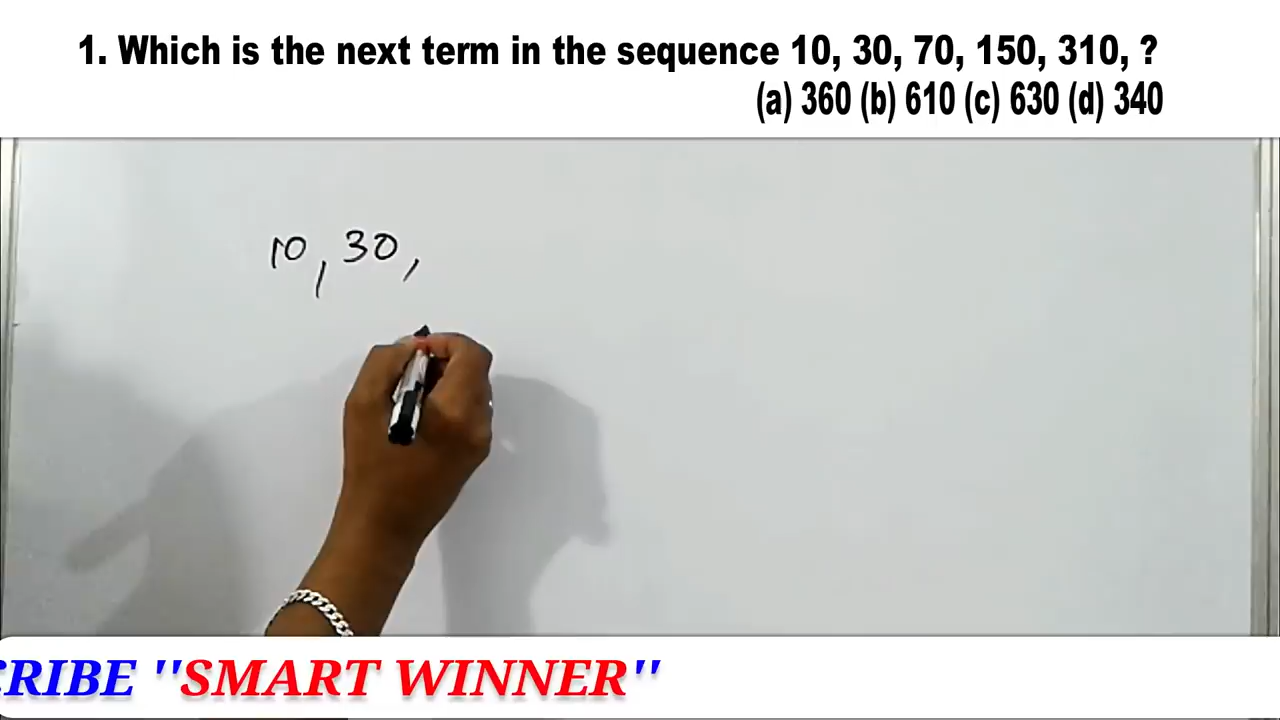 1. Which is the next term in the sequence 10, 30, 70, 150, 310, ?
(a) 360 (b) 610 (c) 630 (d) 340
10, 30,
CRIBE ''SMART WINNER''